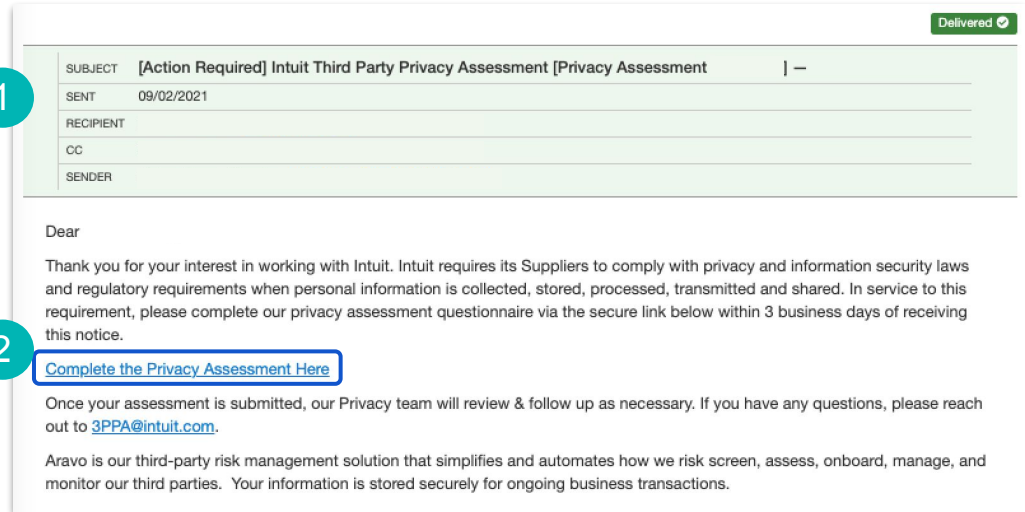 Delivered
SUBJECT [Action Required] Intuit Third Party Privacy Assessment [Privacy Assessment ] –
1
SENT 09/02/2021
RECIPIENT
CC
SENDER
Dear
Thank you for your interest in working with Intuit. Intuit requires its Suppliers to comply with privacy and information security laws
and regulatory requirements when personal information is collected, stored, processed, transmitted and shared. In service to this
requirement, please complete our privacy assessment questionnaire via the secure link below within 3 business days of receiving
this notice.
2
Complete the Privacy Assessment Here
Once your assessment is submitted, our Privacy team will review & follow up as necessary. If you have any questions, please reach
out to 3PPA@intuit.com.
Aravo is our third-party risk management solution that simplifies and automates how we risk screen, assess, onboard, manage, and
monitor our third parties. Your information is stored securely for ongoing business transactions.